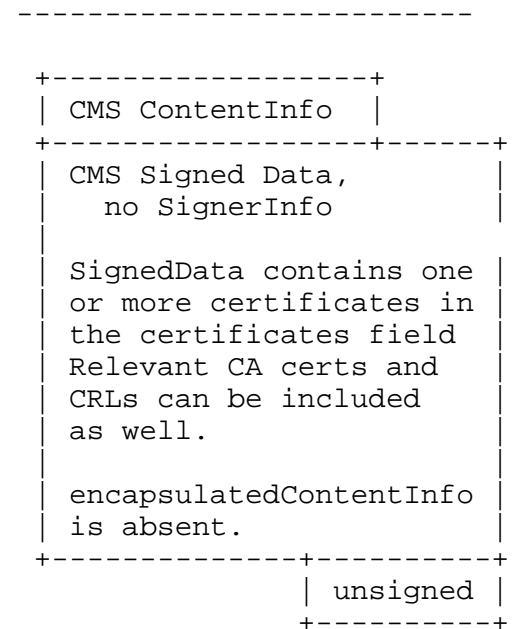 ---------------------------
+------------------+
| CMS ContentInfo  |
+------------------+------+
| CMS Signed Data,        |
|   no SignerInfo         |
|
| SignedData contains one |
| or more certificates in |
| the certificates field  |
| Relevant CA certs and   |
| CRLs can be included    |
| as well.                |
|                         |
| encapsulatedContentInfo |
| is absent.              |
+--------------+----------+
               | unsigned |
               +----------+